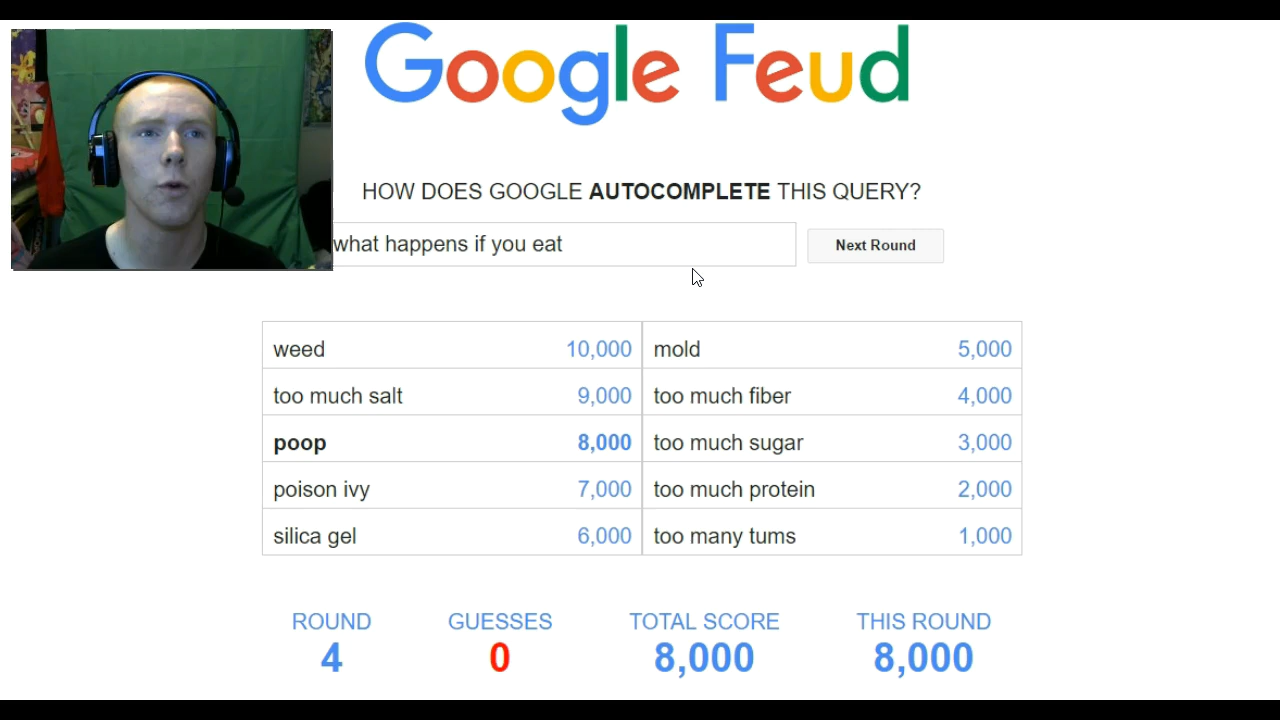 Google Feud
HOW DOES GOOGLE AUTOCOMPLETE THIS QUERY?
what happens if you eat
Next Round
weed 10,000 mold 5,000
too much salt 9,000 too much fiber 4,000
poop 8,000 too much sugar 3,000
poison ivy 7,000 too much protein 2,000
silica gel 6,000 too many tums 1,000
ROUND GUESSES TOTAL SCORE THIS ROUND
4 0 8,000 8,000